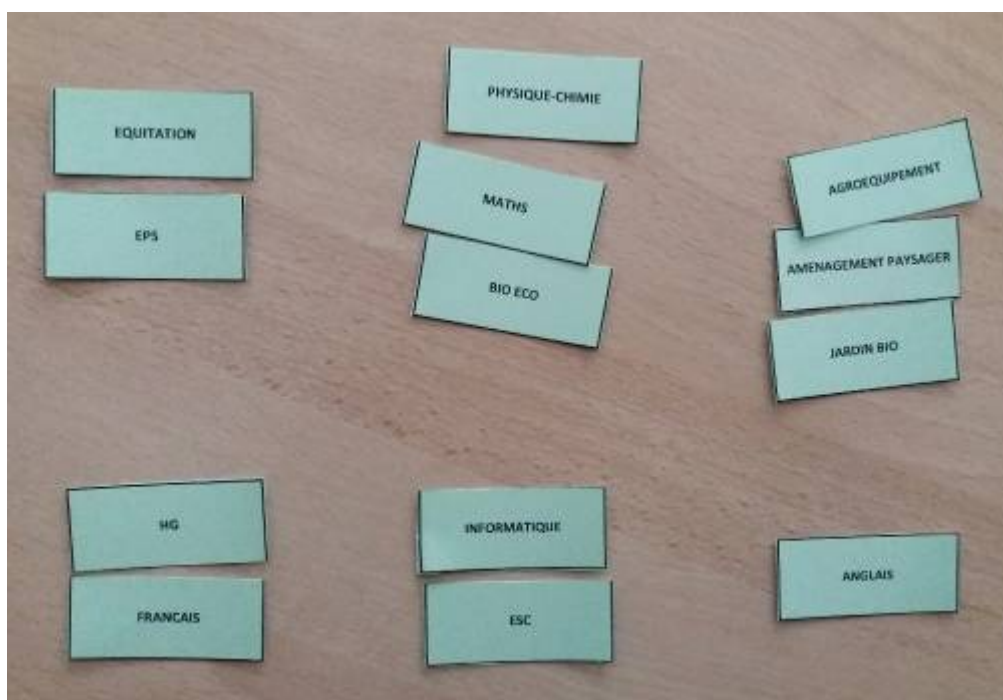 EQUITATION
EPS
PHYSIQUE-CHIMIE
MATHS
BIO ECO
AGROEQUIPEMENT
AMENAGEMENT PAYSAGER
JARDIN BIO
HG
FRANCAIS
INFORMATIQUE
ESC
ANGLAIS